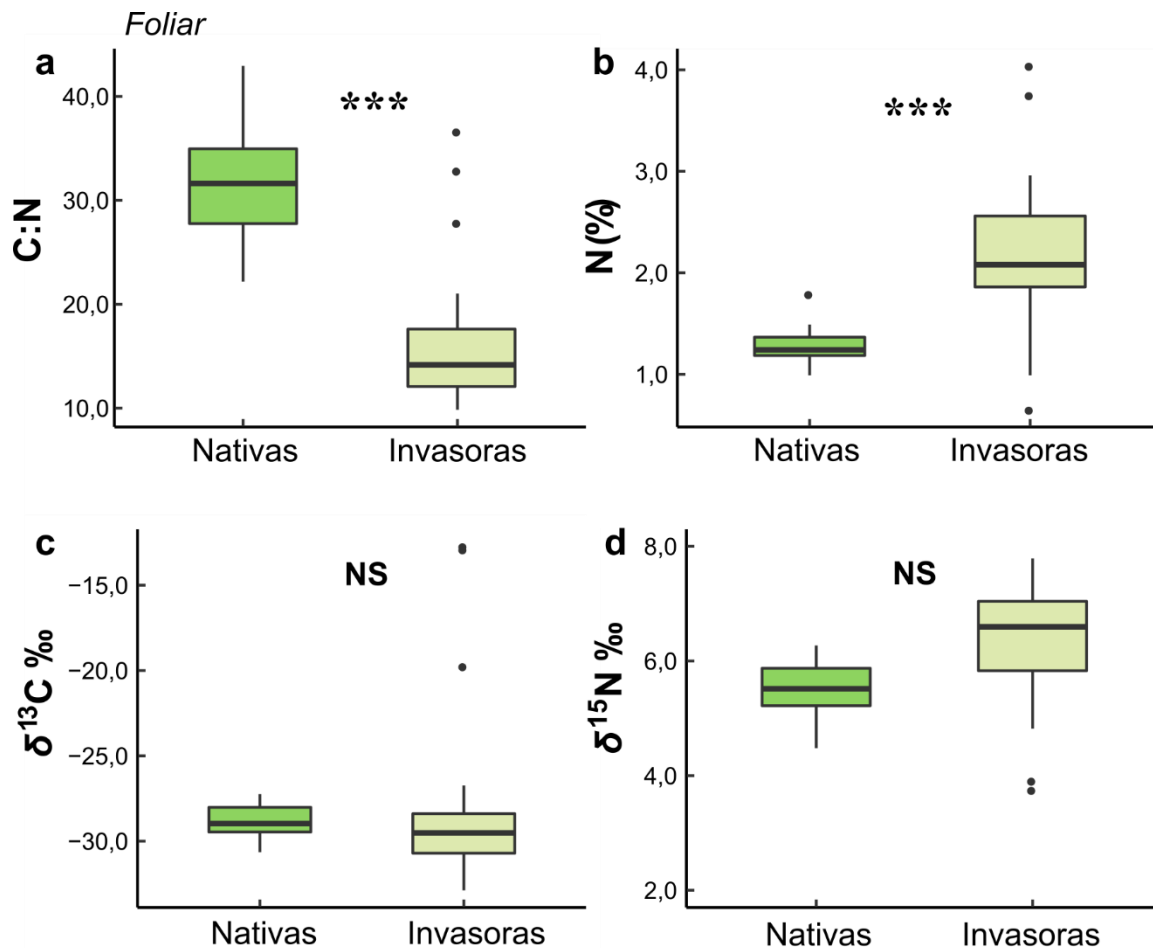 Foliar
a
***
C:N
40,0
30,0
20,0
10,0
Nativas Invasoras
b
***
N(%)
4,0
3,0
2,0
1,0
Nativas Invasoras
c
NS
δ¹³C ‰
−15,0
−20,0
−25,0
−30,0
Nativas Invasoras
d
NS
δ¹⁵N ‰
8,0
6,0
4,0
2,0
Nativas Invasoras